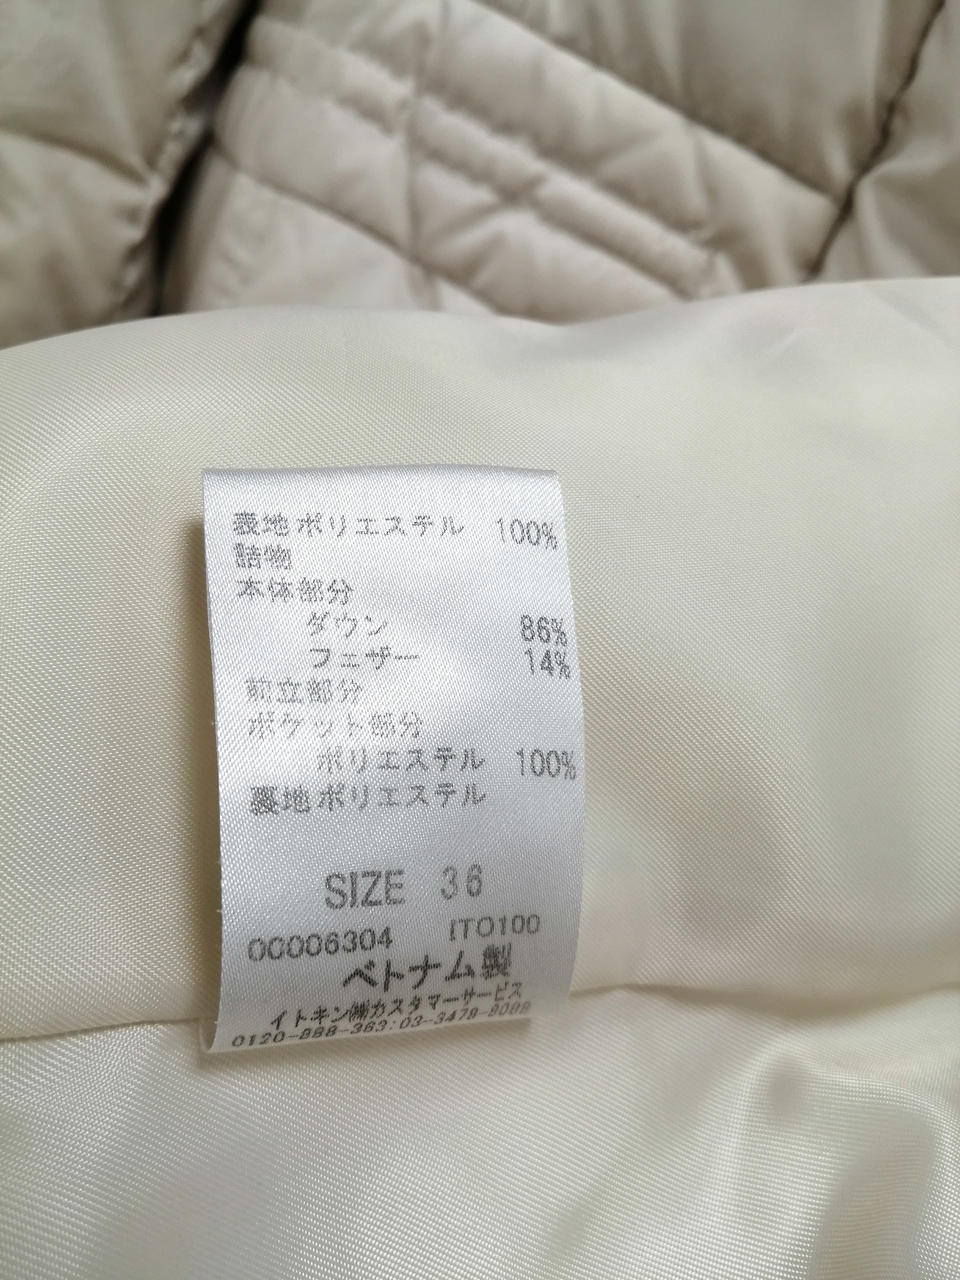 表地ポリエステル 100%
詰物
本体部分
ダウン 86%
フェザー 14%
前立部分
ポケット部分
ポリエステル 100%
裏地ポリエステル
SIZE 36
00006304 ITO100
ベトナム製
イトキン㈱カスタマーサービス
0120-888-363:03-3478-8088